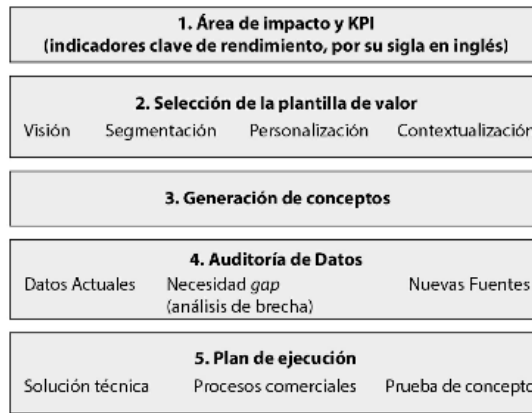 1. Área de impacto y KPI
(indicadores clave de rendimiento, por su sigla en inglés)
2. Selección de la plantilla de valor
Visión Segmentación Personalización Contextualización
3. Generación de conceptos
4. Auditoría de Datos
Datos Actuales Necesidad gap Nuevas Fuentes
(análisis de brecha)
5. Plan de ejecución
Solución técnica Procesos comerciales Prueba de concepto